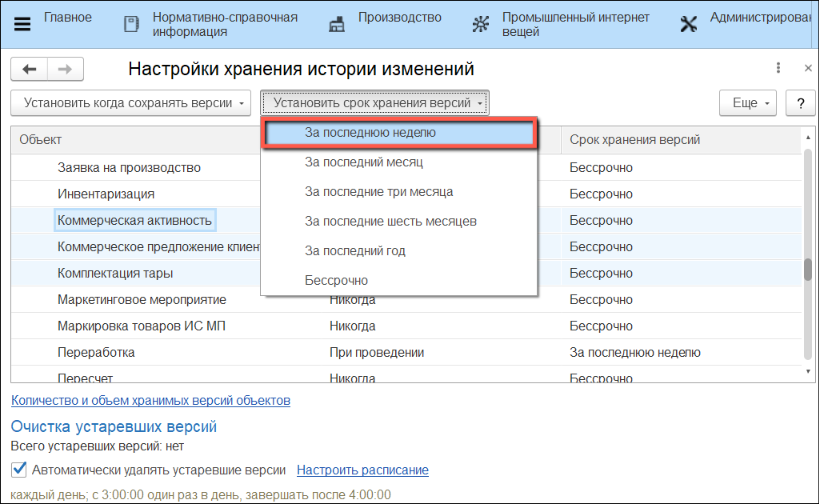 Главное
Нормативно-справочная
информация
Производство
Промышленный интернет
вещей
Администрирован
Настройки хранения истории изменений
Установить когда сохранять версии
Установить срок хранения версий
Еще
?
Объект
Срок хранения версий
За последнюю неделю
За последний месяц
За последние три месяца
За последние шесть месяцев
За последний год
Бессрочно
Заявка на производство
Бессрочно
Инвентаризация
Бессрочно
Коммерческая активность
Бессрочно
Коммерческое предложение клиен
Бессрочно
Комплектация тары
Бессрочно
Маркетинговое мероприятие
Никогда
Бессрочно
Маркировка товаров ИС МП
Никогда
Бессрочно
Переработка
При проведении
За последнюю неделю
Пересчет
Никогда
Бессрочно
Количество и объем хранимых версий объектов
Очистка устаревших версий
Всего устаревших версий: нет
Автоматически удалять устаревшие версии Настроить расписание
каждый день; с 3:00:00 один раз в день, завершать после 4:00:00